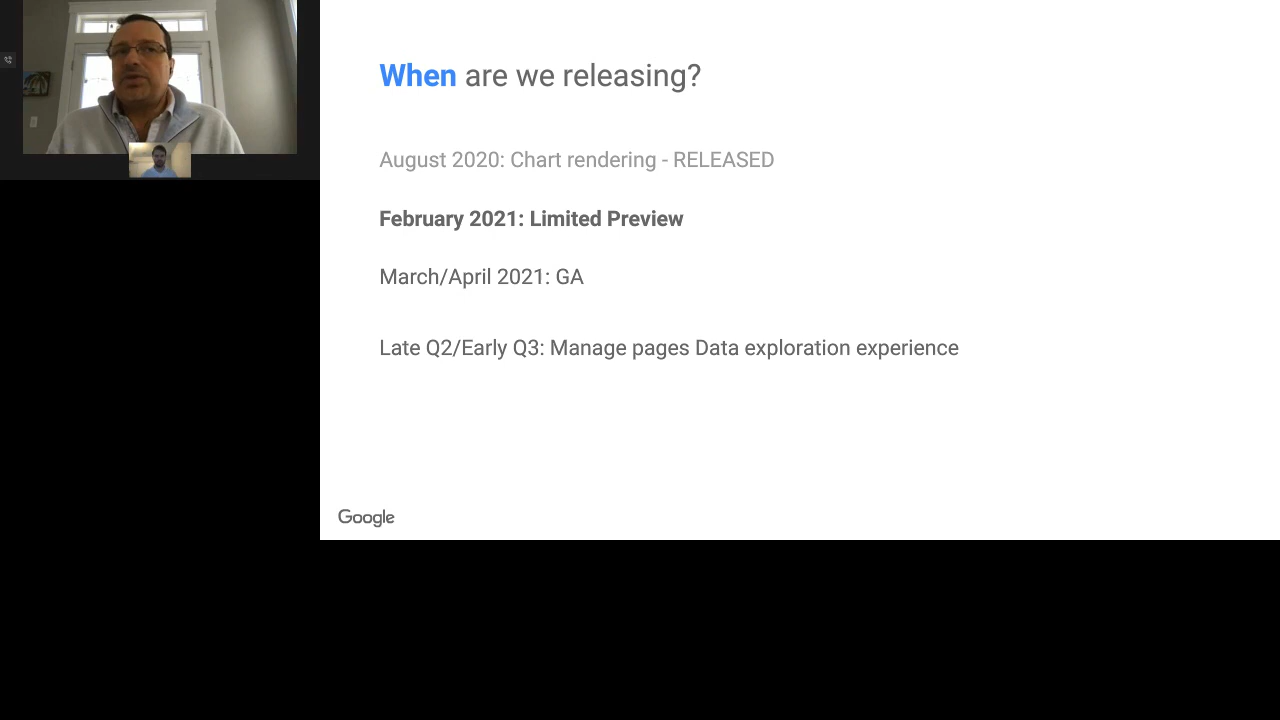 When are we releasing?
August 2020: Chart rendering - RELEASED
February 2021: Limited Preview
March/April 2021: GA
Late Q2/Early Q3: Manage pages Data exploration experience
Google